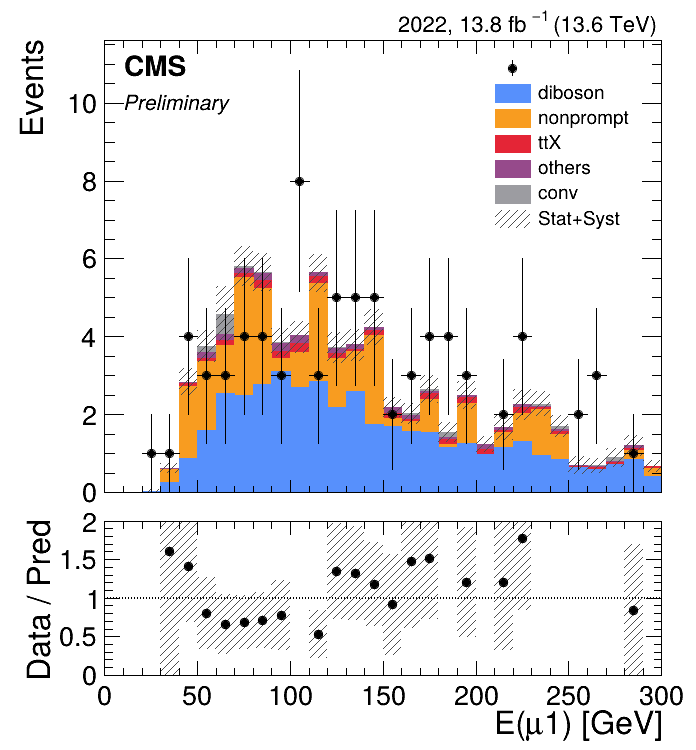 2022, 13.8 fb⁻¹ (13.6 TeV)
Events
CMS
Preliminary
diboson
nonprompt
ttX
others
conv
Stat+Syst
10
8
6
4
2
0
Data / Pred
2
1.5
1
0.5
0
0 50 100 150 200 250 300
E(μ1) [GeV]